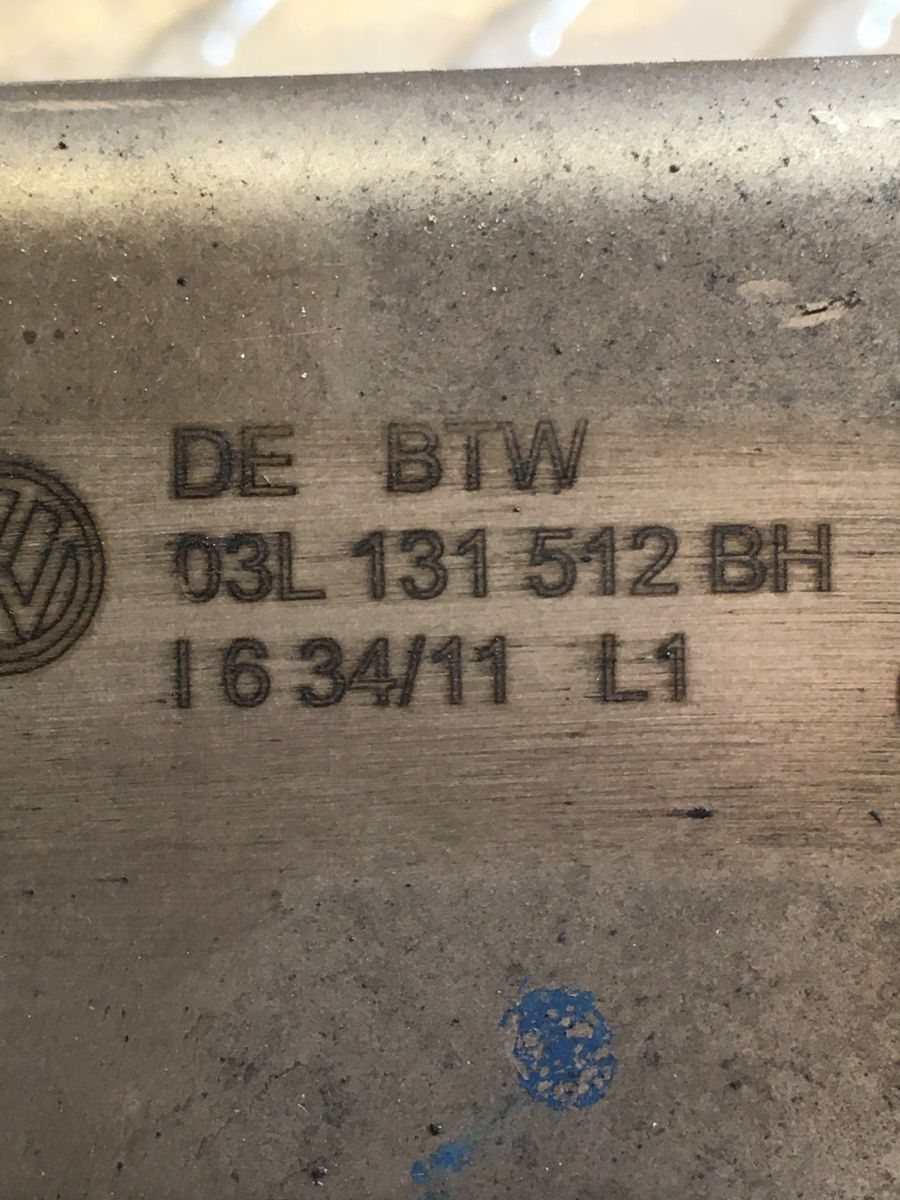 DE BTW
03L 131 512 BH
I 6 34/11 L1